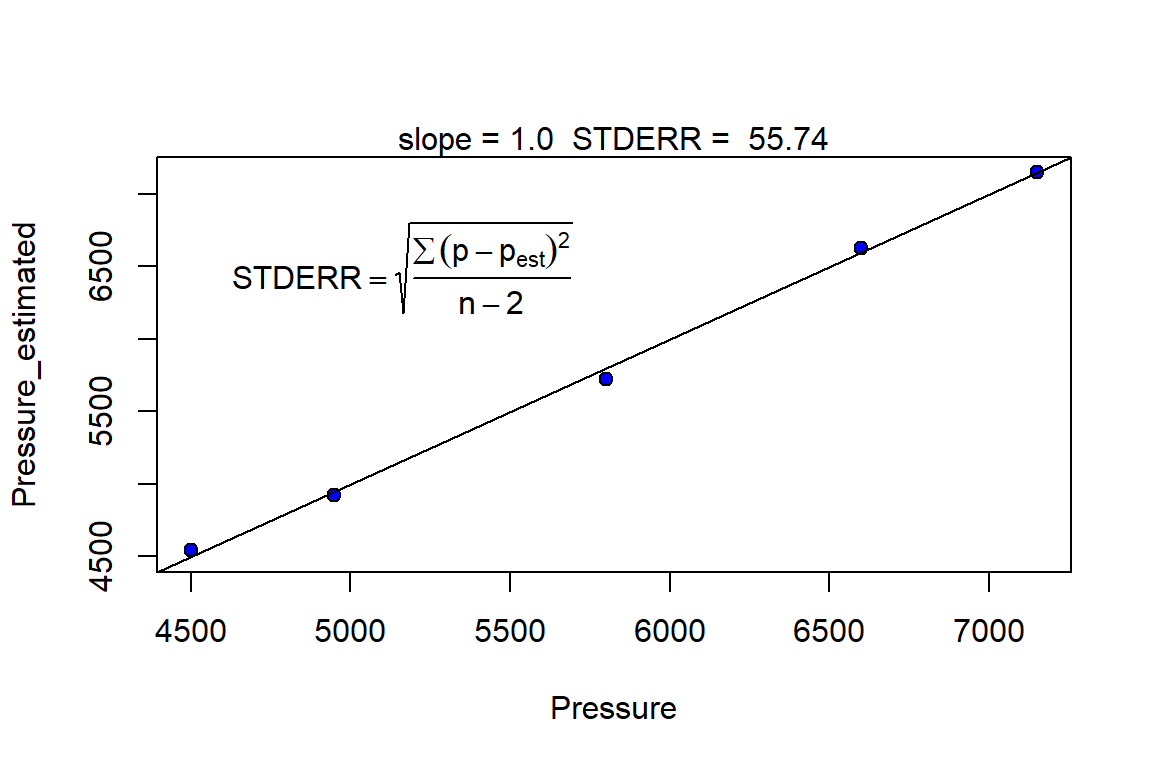 slope = 1.0  STDERR =  55.74
STDERR = √(∑(p − p_est)² / (n − 2))
Pressure_estimated
6500
5500
4500
4500 5000 5500 6000 6500 7000
Pressure